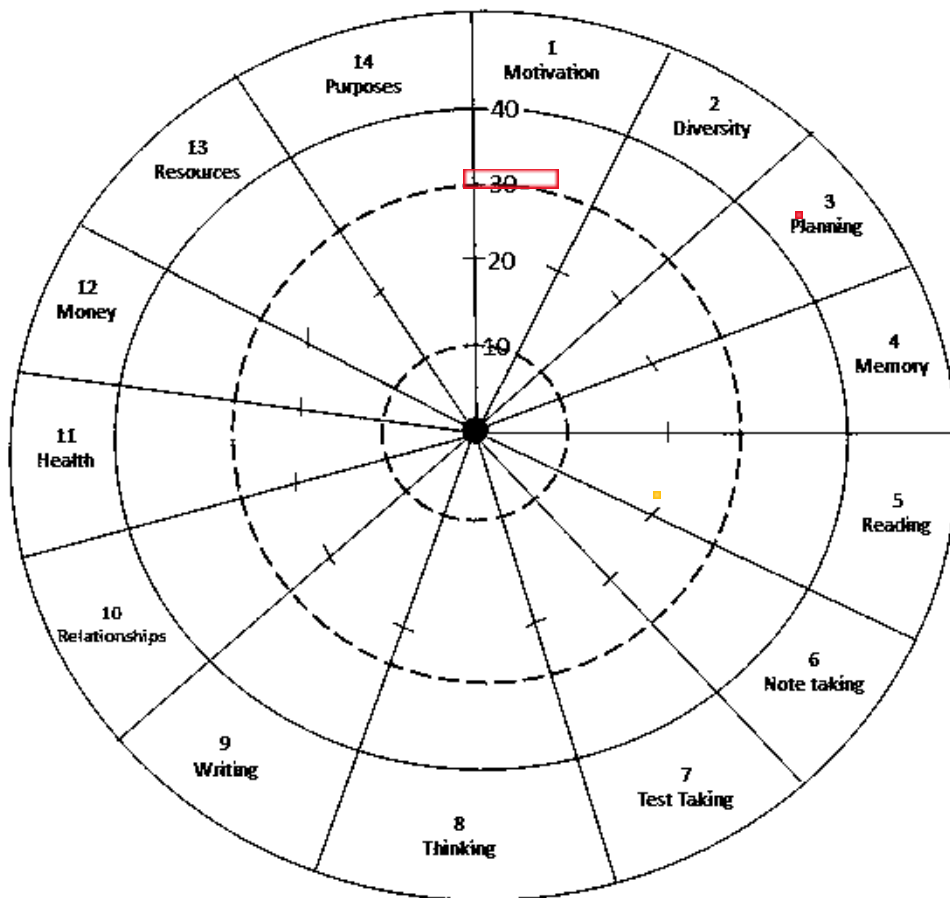 1
Motivation
2
Diversity
3
Planning
4
Memory
5
Reading
6
Note taking
7
Test Taking
8
Thinking
9
Writing
10
Relationships
11
Health
12
Money
13
Resources
14
Purposes
40
30
20
10